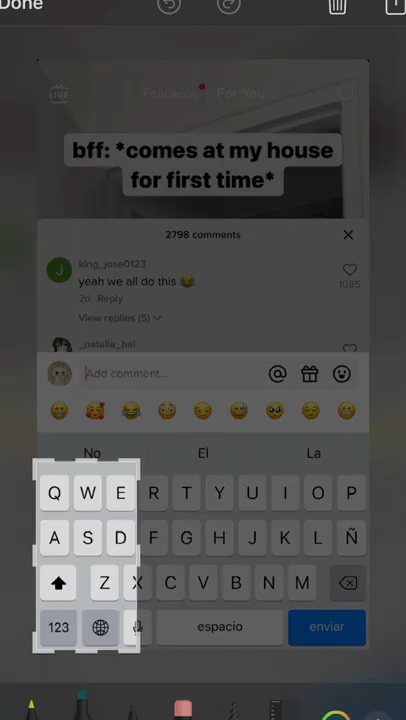 Done
LIVE
Following For You
bff: *comes at my house
for first time*
2798 comments
king_jose0123
yeah we all do this 😂
1085
2d Reply
View replies (5)
_natalia_hal
Add comment...
No El La
Q W E R T Y U I O P
A S D F G H J K L Ñ
Z X C V B N M
123 espacio enviar